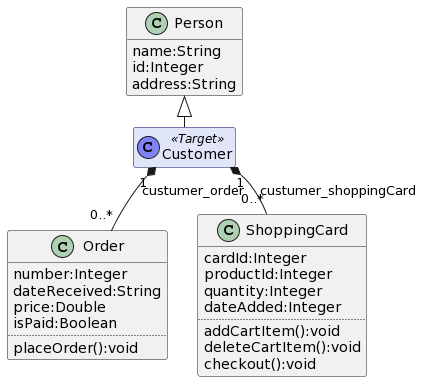 C Person
name:String
id:Integer
address:String
«Target»
C Customer
1 custumer_order
0..*
1 custumer_shoppingCard
0..*
C Order
number:Integer
dateReceived:String
price:Double
isPaid:Boolean
placeOrder():void
C ShoppingCard
cardId:Integer
productId:Integer
quantity:Integer
dateAdded:Integer
addCartItem():void
deleteCartItem():void
checkout():void